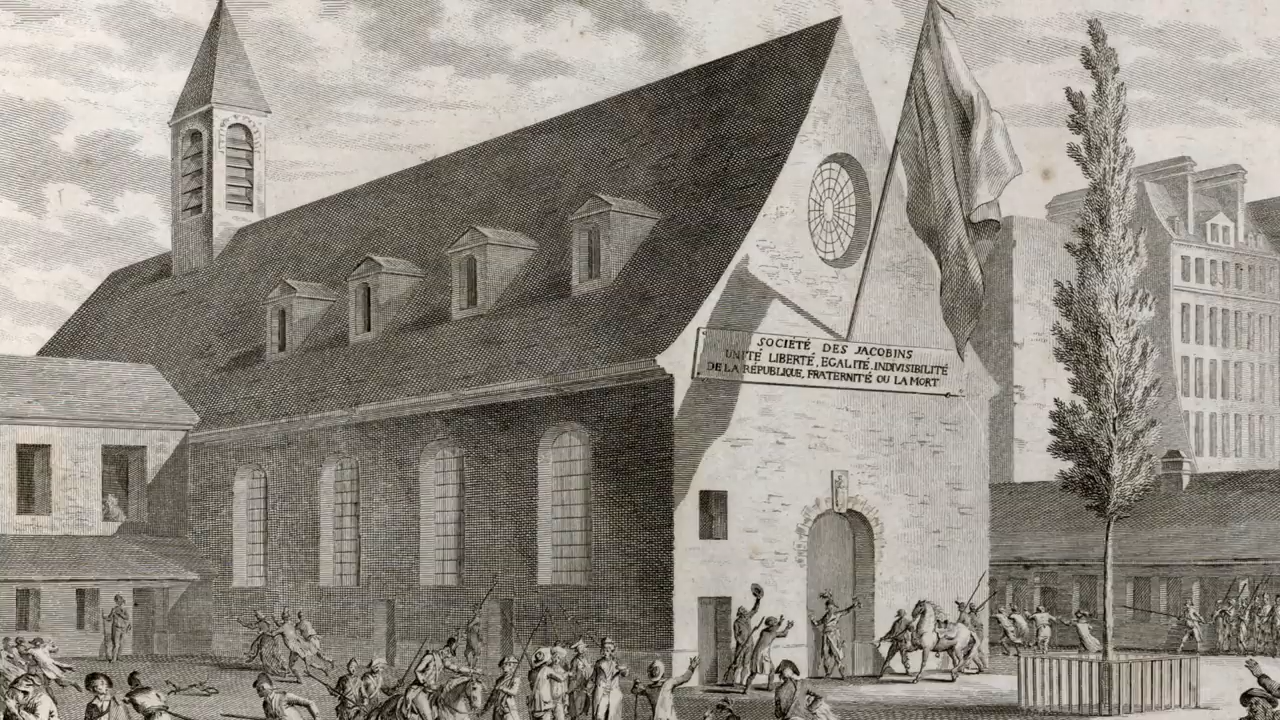 SOCIÉTÉ DES JACOBINS
UNITÉ LIBERTÉ, EGALITÉ, INDIVISIBILITÉ
DE LA RÉPUBLIQUE, FRATERNITÉ OU LA MORT